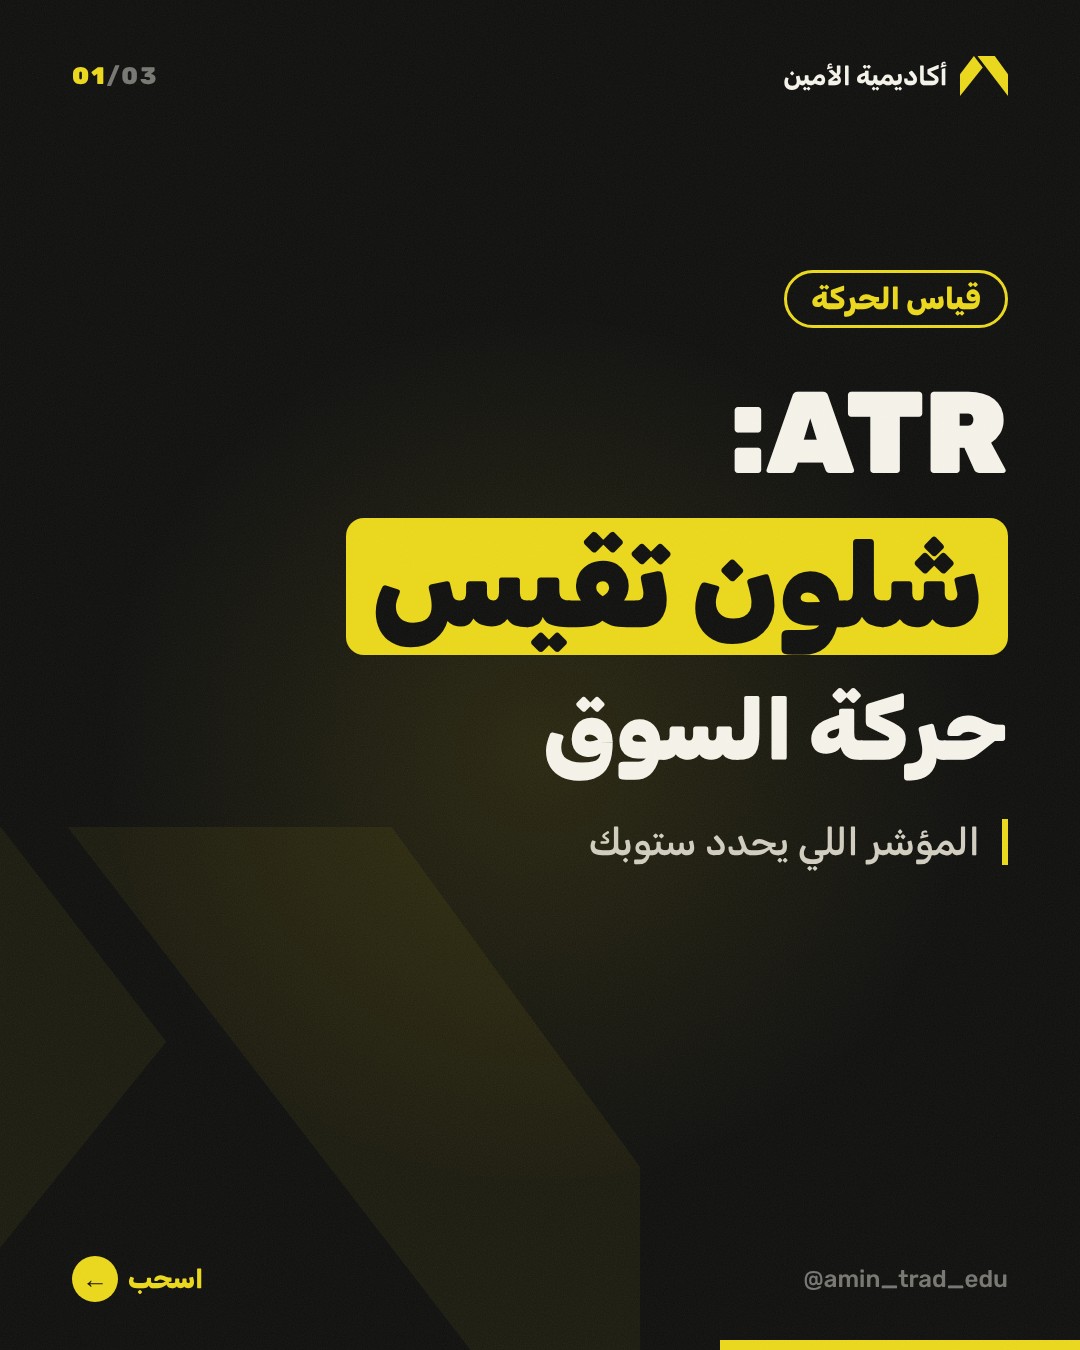 أكاديمية الأمين
01/03
قياس الحركة
ATR:
شلون تقيس
حركة السوق
المؤشر اللي يحدد ستوبك
@amin_trad_edu
اسحب ←